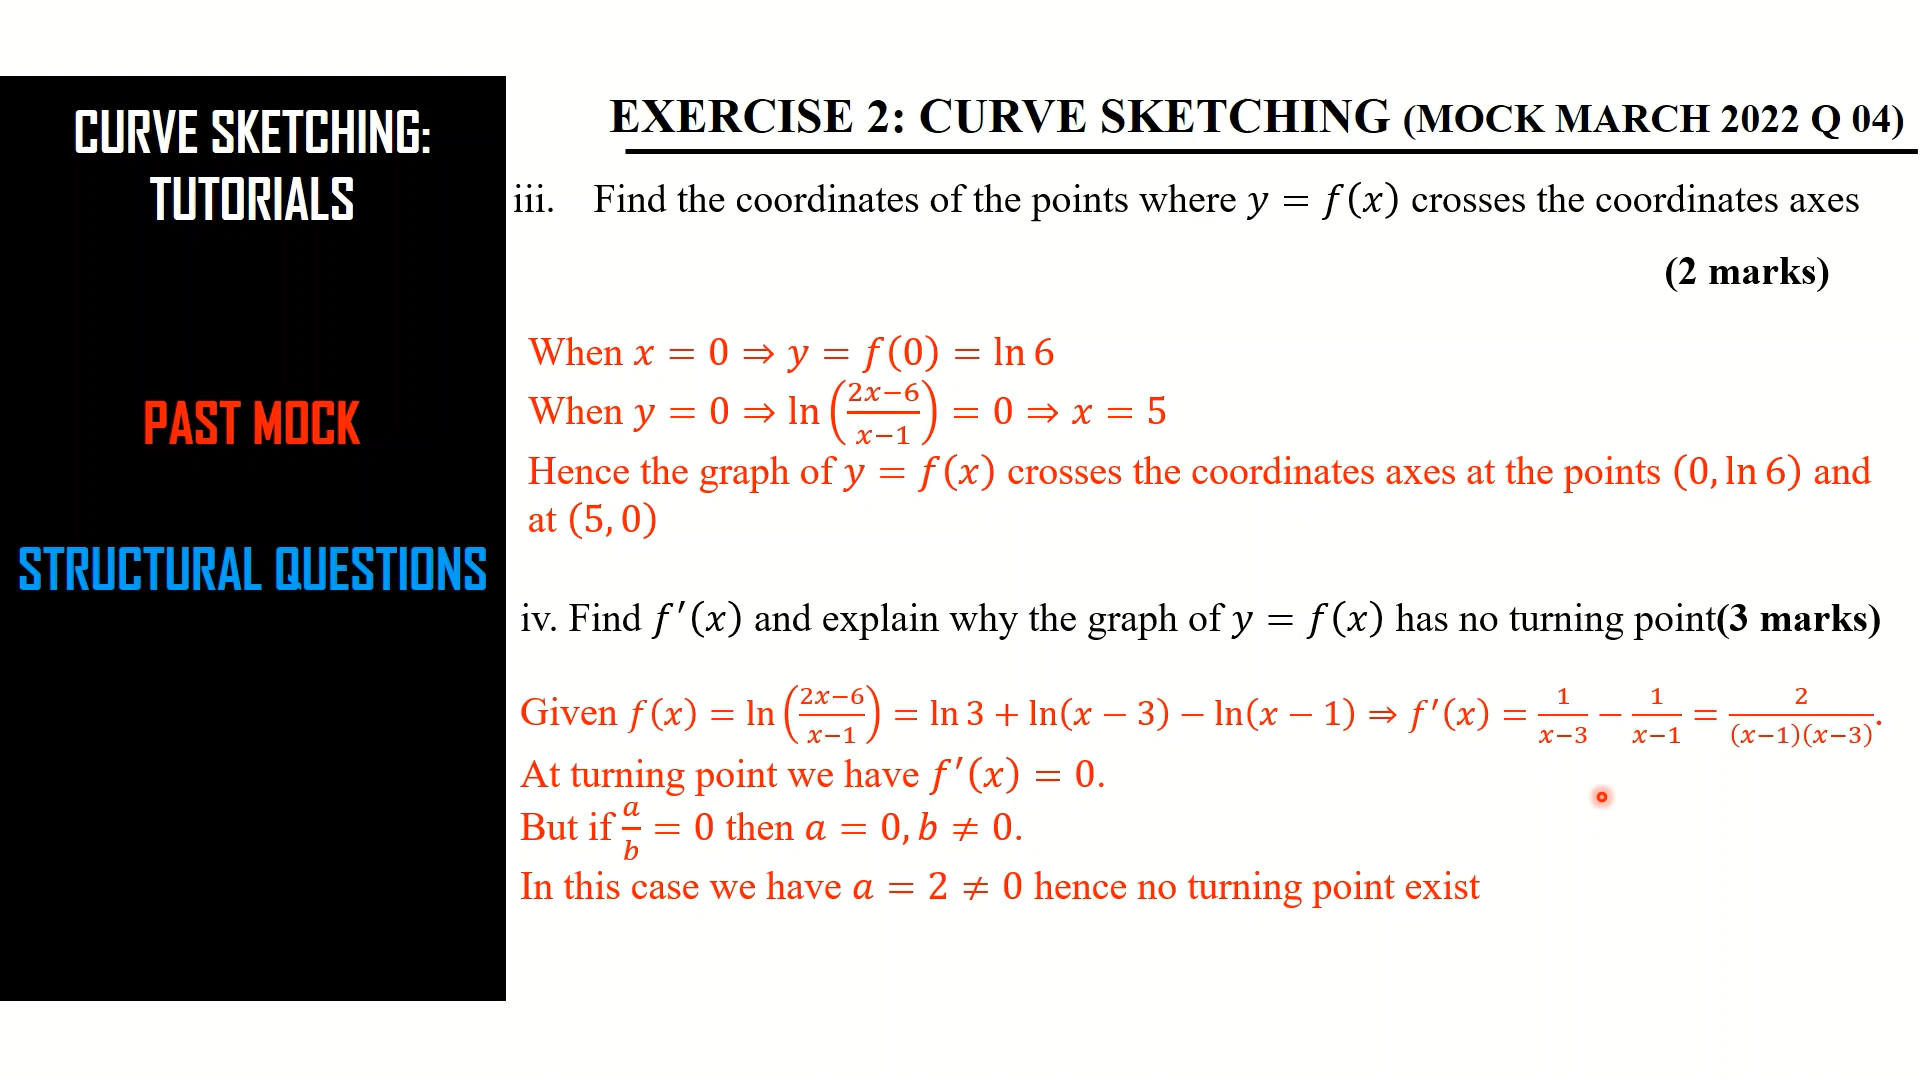 CURVE SKETCHING:
TUTORIALS
PAST MOCK
STRUCTURAL QUESTIONS
EXERCISE 2: CURVE SKETCHING (MOCK MARCH 2022 Q 04)
iii. Find the coordinates of the points where y = f(x) crosses the coordinates axes
(2 marks)
When x = 0 ⇒ y = f(0) = ln 6
When y = 0 ⇒ ln((2x−6)/(x−1)) = 0 ⇒ x = 5
Hence the graph of y = f(x) crosses the coordinates axes at the points (0, ln 6) and
at (5, 0)
iv. Find f′(x) and explain why the graph of y = f(x) has no turning point(3 marks)
Given f(x) = ln((2x−6)/(x−1)) = ln 3 + ln(x − 3) − ln(x − 1) ⇒ f′(x) = 1/(x−3) − 1/(x−1) = 2/((x−1)(x−3)).
At turning point we have f′(x) = 0.
But if a/b = 0 then a = 0, b ≠ 0.
In this case we have a = 2 ≠ 0 hence no turning point exist